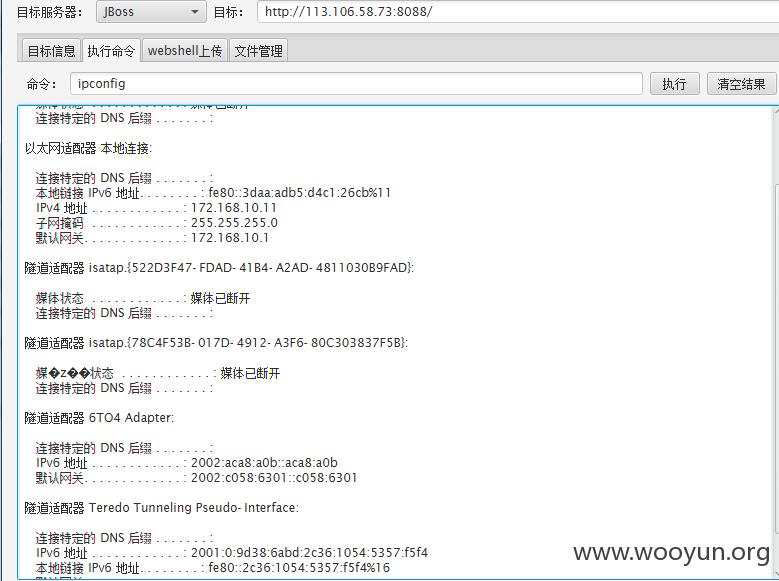 目标服务器： JBoss 目标： http://113.106.58.73:8088/
目标信息 执行命令 webshell上传 文件管理
命令： ipconfig 执行 清空结果
媒体状态 . . . . . . . . . . . . : 媒体已断开
连接特定的 DNS 后缀 . . . . . . . :
以太网适配器 本地连接:
连接特定的 DNS 后缀 . . . . . . . :
本地链接 IPv6 地址. . . . . . . . : fe80::3daa:adb5:d4c1:26cb%11
IPv4 地址 . . . . . . . . . . . . : 172.168.10.11
子网掩码 . . . . . . . . . . . . : 255.255.255.0
默认网关. . . . . . . . . . . . . : 172.168.10.1
隧道适配器 isatap.{522D3F47-FDAD-41B4-A2AD-4811030B9FAD}:
媒体状态 . . . . . . . . . . . . : 媒体已断开
连接特定的 DNS 后缀 . . . . . . . :
隧道适配器 isatap.{78C4F53B-017D-4912-A3F6-80C303837F5B}:
媒�z��状态 . . . . . . . . . . . . : 媒体已断开
连接特定的 DNS 后缀 . . . . . . . :
隧道适配器 6TO4 Adapter:
连接特定的 DNS 后缀 . . . . . . . :
IPv6 地址 . . . . . . . . . . . . : 2002:aca8:a0b::aca8:a0b
默认网关. . . . . . . . . . . . . : 2002:c058:6301::c058:6301
隧道适配器 Teredo Tunneling Pseudo-Interface:
连接特定的 DNS 后缀 . . . . . . . :
IPv6 地址 . . . . . . . . . . . . : 2001:0:9d38:6abd:2c36:1054:5357:f5f4
本地链接 IPv6 地址. . . . . . . . : fe80::2c36:1054:5357:f5f4%16
www.wooyun.org